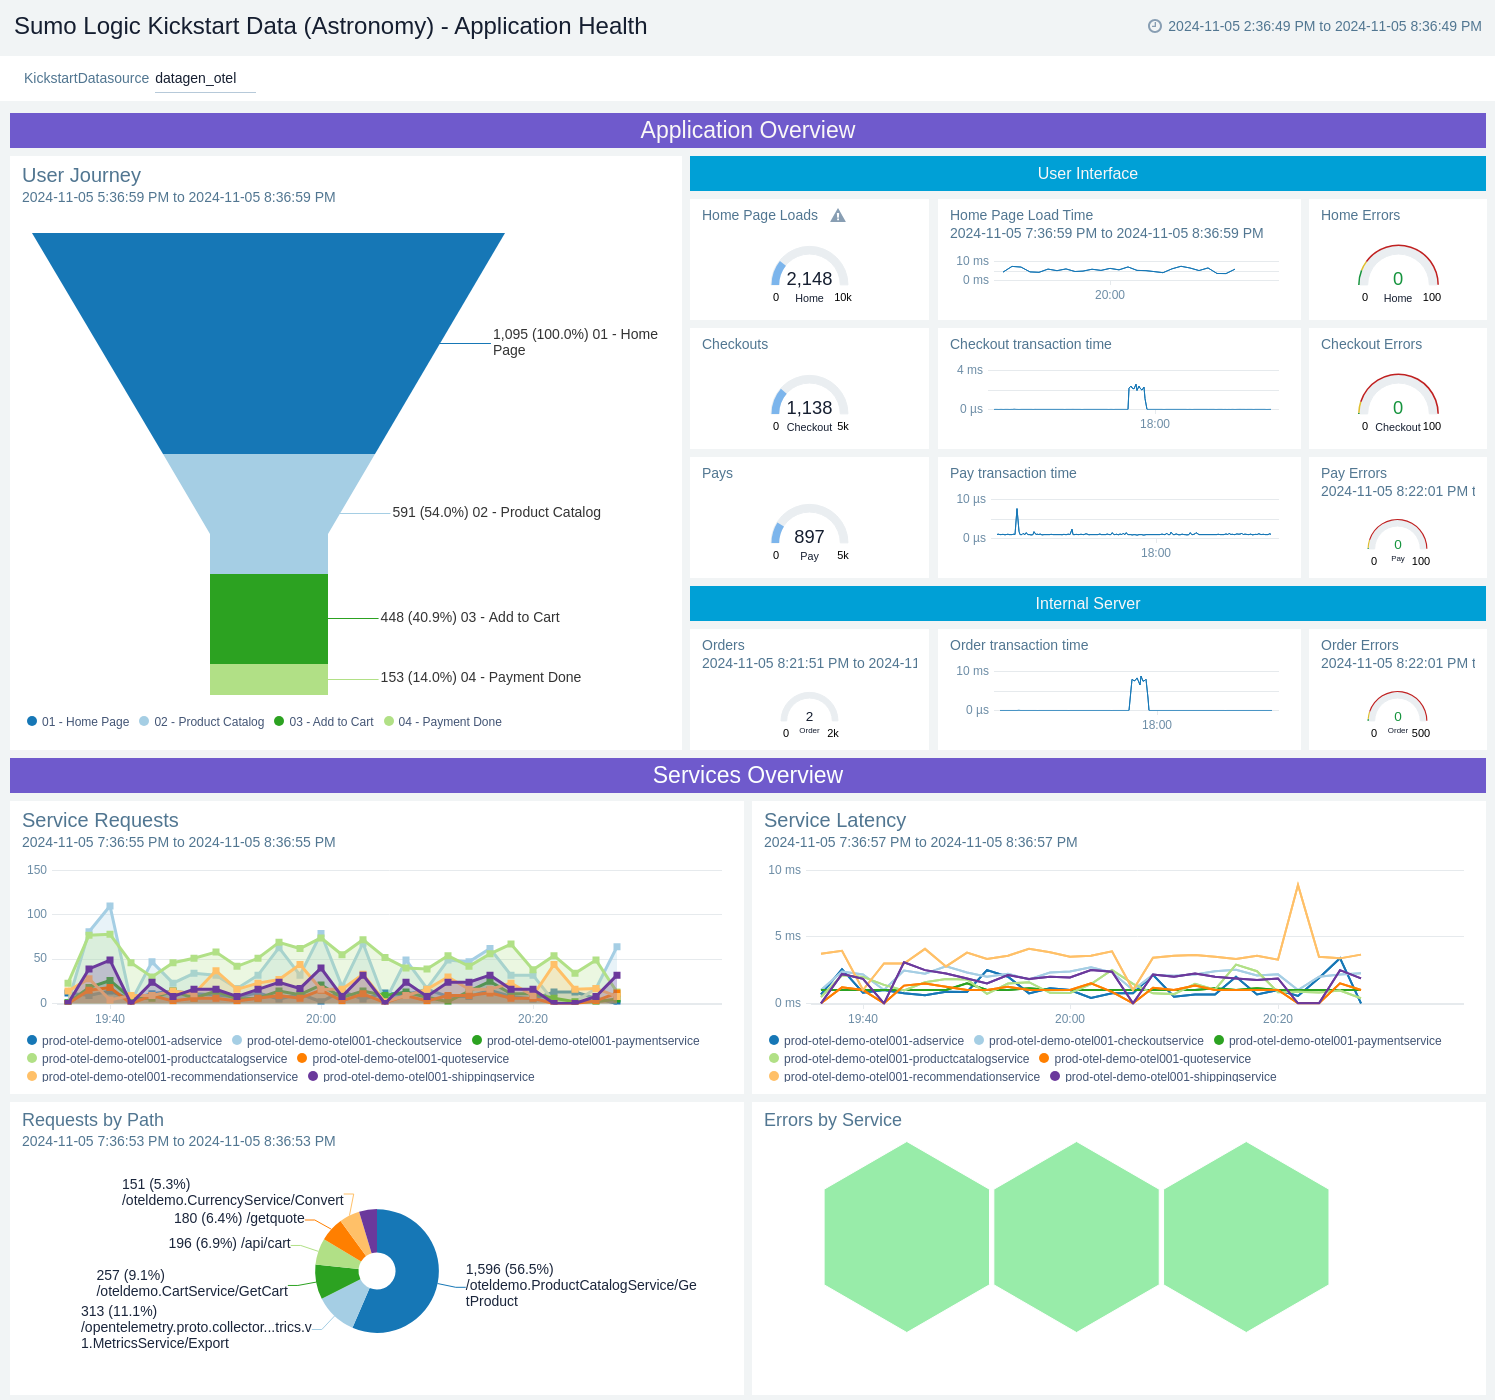 Sumo Logic Kickstart Data (Astronomy) - Application Health
2024-11-05 2:36:49 PM to 2024-11-05 8:36:49 PM
KickstartDatasource datagen_otel
Application Overview
User Journey
2024-11-05 5:36:59 PM to 2024-11-05 8:36:59 PM
1,095 (100.0%) 01 - Home
Page
591 (54.0%) 02 - Product Catalog
448 (40.9%) 03 - Add to Cart
153 (14.0%) 04 - Payment Done
01 - Home Page 02 - Product Catalog 03 - Add to Cart 04 - Payment Done
User Interface
Home Page Loads
2,148
0 Home 10k
Home Page Load Time
2024-11-05 7:36:59 PM to 2024-11-05 8:36:59 PM
10 ms
0 ms
20:00
Home Errors
0
0 Home 100
Checkouts
1,138
0 Checkout 5k
Checkout transaction time
4 ms
0 µs
18:00
Checkout Errors
0
0 Checkout 100
Pays
897
0 Pay 5k
Pay transaction time
10 µs
0 µs
18:00
Pay Errors
2024-11-05 8:22:01 PM t
0
0 Pay 100
Internal Server
Orders
2024-11-05 8:21:51 PM to 2024-11
2
0 Order 2k
Order transaction time
10 ms
0 µs
18:00
Order Errors
2024-11-05 8:22:01 PM t
0
0 Order 500
Services Overview
Service Requests
2024-11-05 7:36:55 PM to 2024-11-05 8:36:55 PM
150
100
50
0
19:40 20:00 20:20
prod-otel-demo-otel001-adservice prod-otel-demo-otel001-checkoutservice prod-otel-demo-otel001-paymentservice
prod-otel-demo-otel001-productcatalogservice prod-otel-demo-otel001-quoteservice
prod-otel-demo-otel001-recommendationservice prod-otel-demo-otel001-shippingservice
Service Latency
2024-11-05 7:36:57 PM to 2024-11-05 8:36:57 PM
10 ms
5 ms
0 ms
19:40 20:00 20:20
prod-otel-demo-otel001-adservice prod-otel-demo-otel001-checkoutservice prod-otel-demo-otel001-paymentservice
prod-otel-demo-otel001-productcatalogservice prod-otel-demo-otel001-quoteservice
prod-otel-demo-otel001-recommendationservice prod-otel-demo-otel001-shippingservice
Requests by Path
2024-11-05 7:36:53 PM to 2024-11-05 8:36:53 PM
151 (5.3%)
/oteldemo.CurrencyService/Convert
180 (6.4%) /getquote
196 (6.9%) /api/cart
257 (9.1%)
/oteldemo.CartService/GetCart
313 (11.1%)
/opentelemetry.proto.collector...trics.v
1.MetricsService/Export
1,596 (56.5%)
/oteldemo.ProductCatalogService/Ge
tProduct
Errors by Service